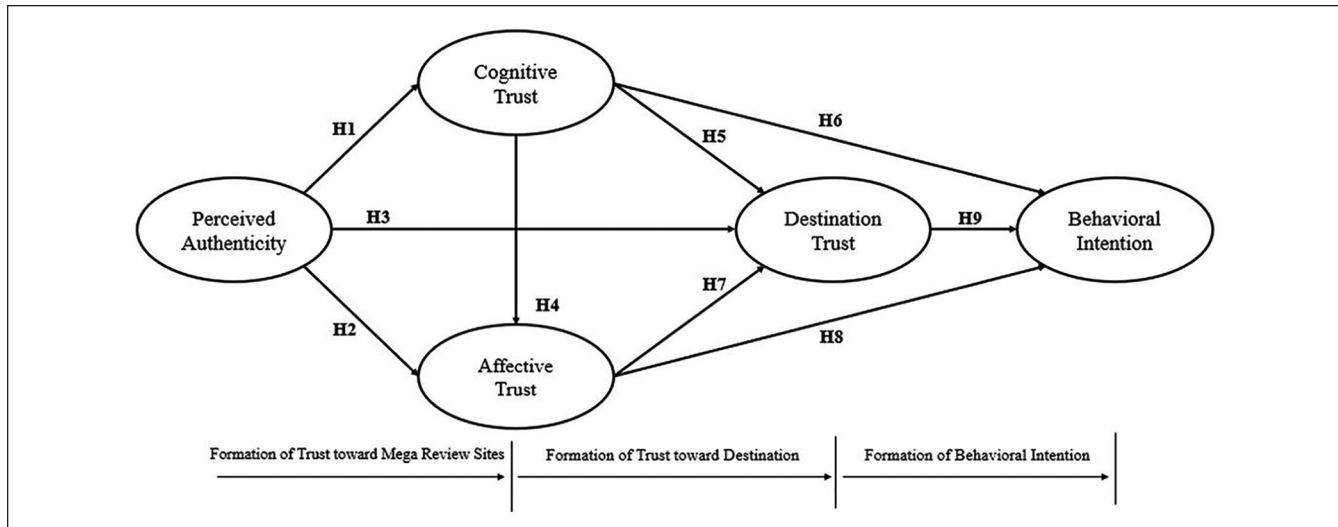 Cognitive
Trust
H1
H6
H5
Perceived
Authenticity
H3
Destination
Trust
H9
Behavioral
Intention
H2
H4
H7
H8
Affective
Trust
Formation of Trust toward Mega Review Sites
Formation of Trust toward Destination
Formation of Behavioral Intention